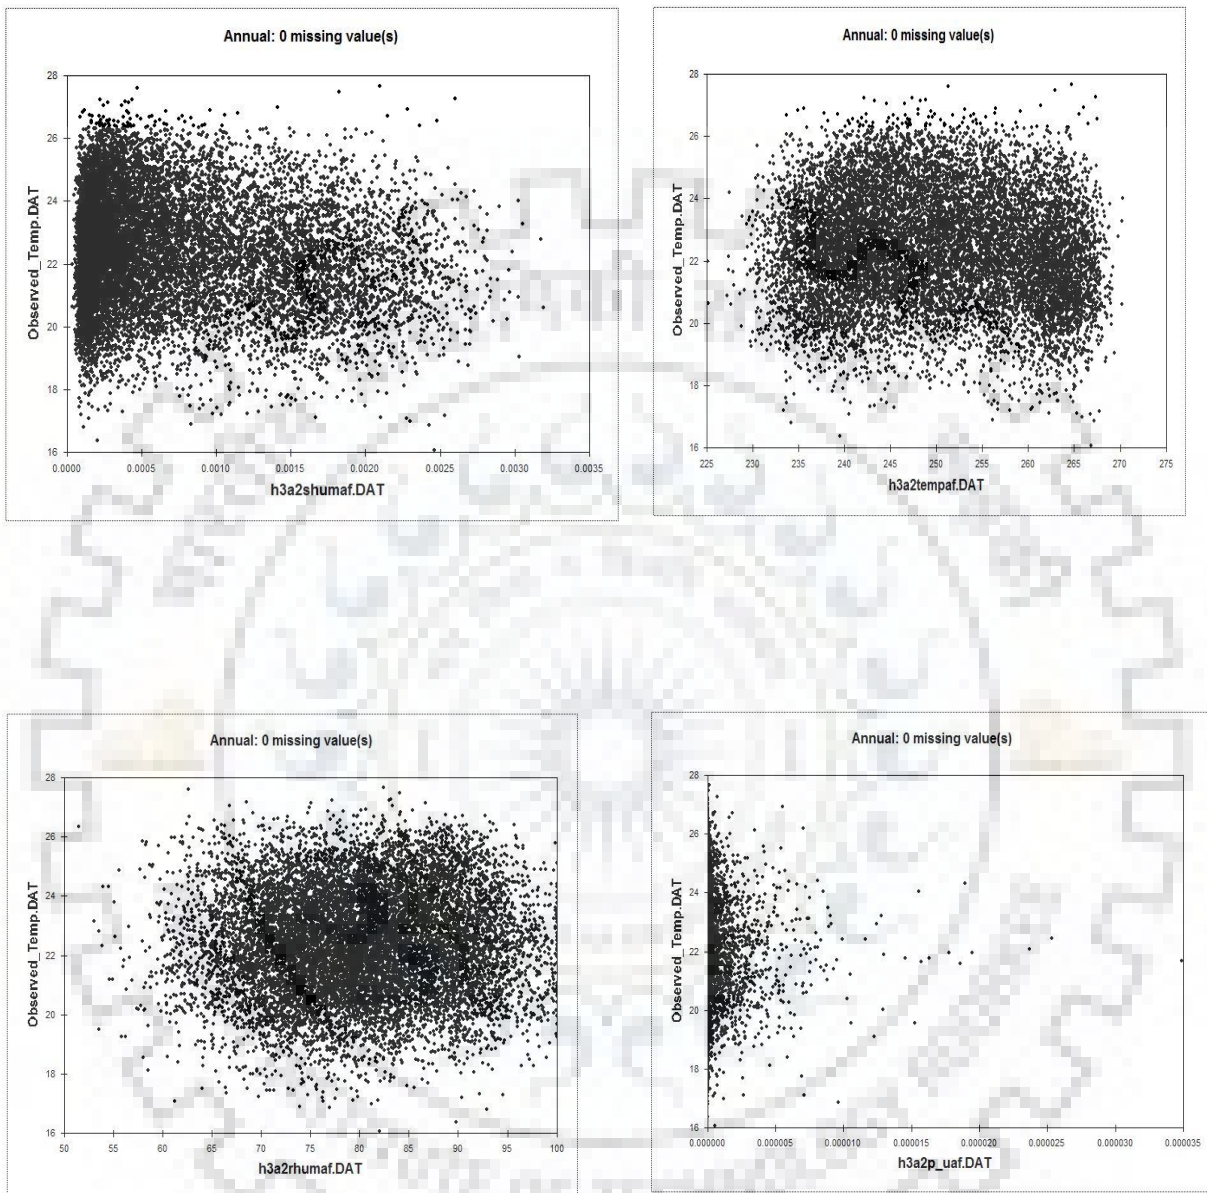 Annual: 0 missing value(s)
28
26
24
22
20
18
16
Observed_Temp.DAT
0.0000 0.0005 0.0010 0.0015 0.0020 0.0025 0.0030 0.0035
h3a2shumaf.DAT
Annual: 0 missing value(s)
28
26
24
22
20
18
16
Observed_Temp.DAT
225 230 235 240 245 250 255 260 265 270 275
h3a2tempaf.DAT
Annual: 0 missing value(s)
28
26
24
22
20
18
16
Observed_Temp.DAT
50 55 60 65 70 75 80 85 90 95 100
h3a2rhumaf.DAT
Annual: 0 missing value(s)
28
26
24
22
20
18
16
Observed_Temp.DAT
0.000000 0.000005 0.000010 0.000015 0.000020 0.000025 0.000030 0.000035
h3a2p_uaf.DAT